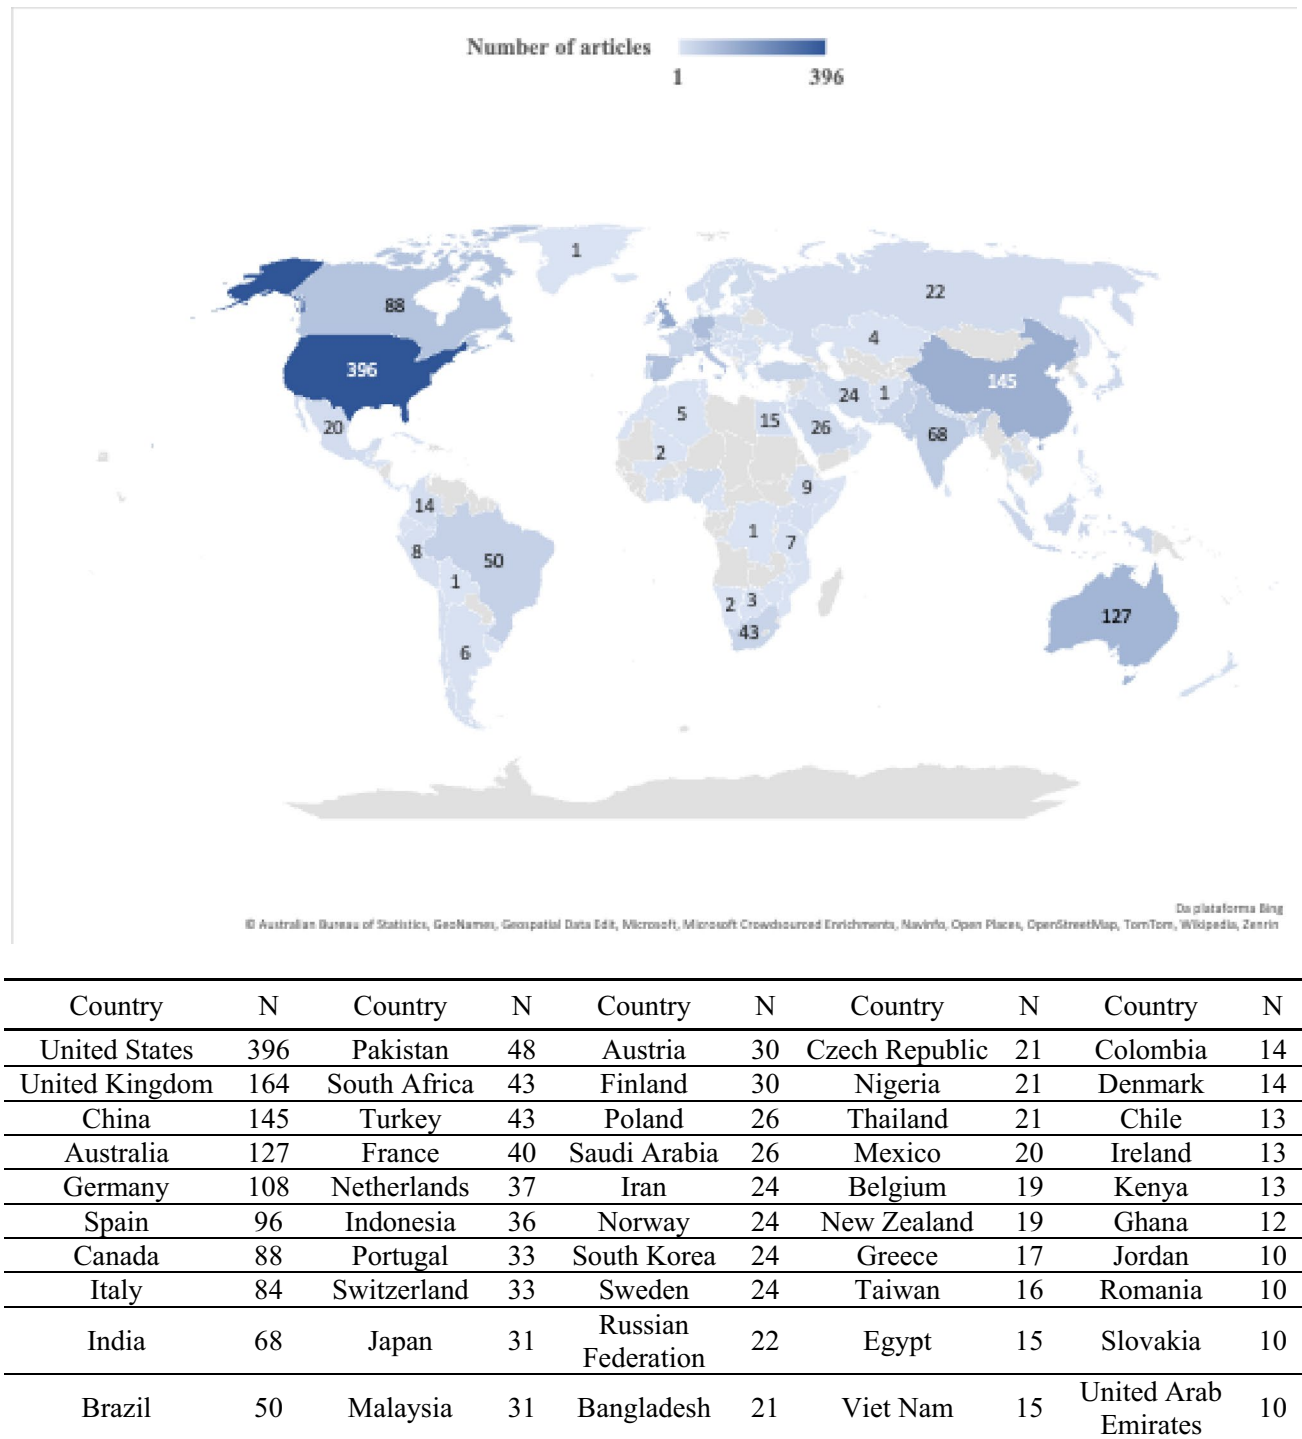 Number of articles
1 396
1
88
22
4
396
145
24 1
5
15
20
26
68
2
9
14
1
7
8
50
1
127
2 3
43
6
Da plataforma Bing
© Australian Bureau of Statistics, GeoNames, Geospatial Data Edit, Microsoft, Microsoft Crowdsourced Enrichments, Navinfo, Open Places, OpenStreetMap, TomTom, Wikipedia, Zenrin
Country N Country N Country N Country N Country N
United States 396 Pakistan 48 Austria 30 Czech Republic 21 Colombia 14
United Kingdom 164 South Africa 43 Finland 30 Nigeria 21 Denmark 14
China 145 Turkey 43 Poland 26 Thailand 21 Chile 13
Australia 127 France 40 Saudi Arabia 26 Mexico 20 Ireland 13
Germany 108 Netherlands 37 Iran 24 Belgium 19 Kenya 13
Spain 96 Indonesia 36 Norway 24 New Zealand 19 Ghana 12
Canada 88 Portugal 33 South Korea 24 Greece 17 Jordan 10
Italy 84 Switzerland 33 Sweden 24 Taiwan 16 Romania 10
India 68 Japan 31 Russian Federation 22 Egypt 15 Slovakia 10
Brazil 50 Malaysia 31 Bangladesh 21 Viet Nam 15 United Arab Emirates 10